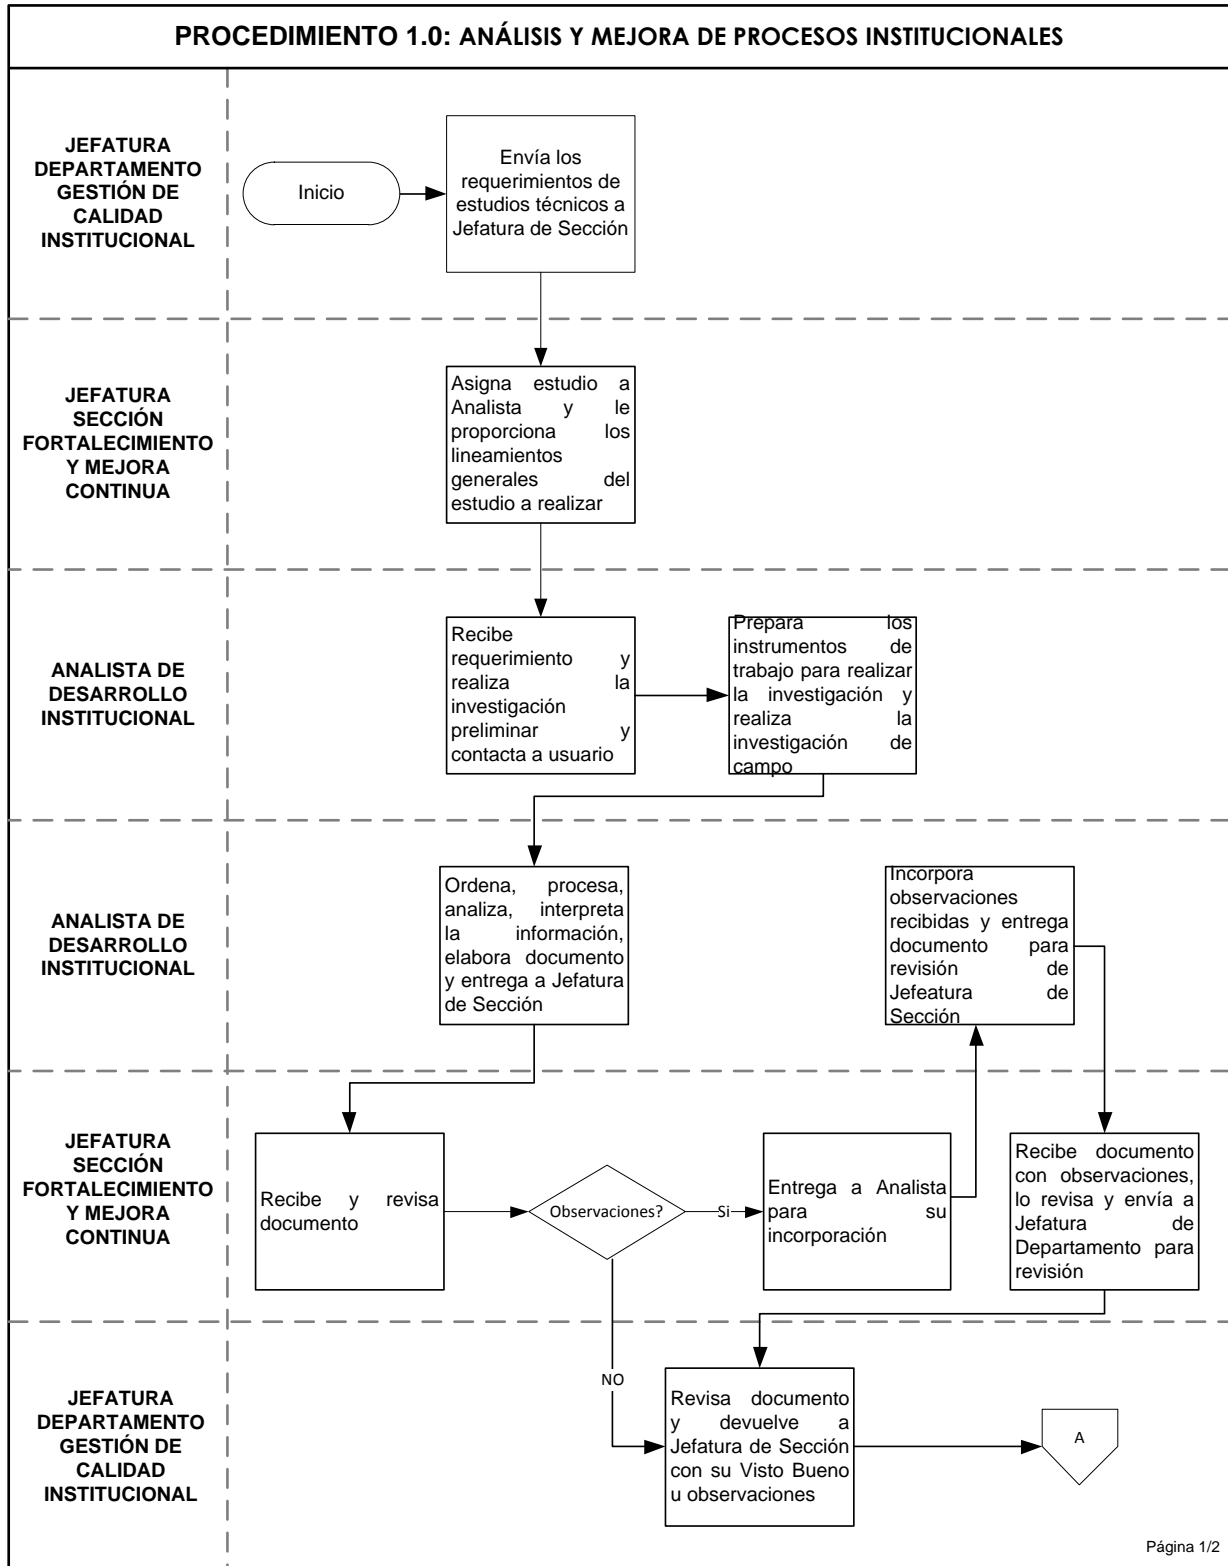 PROCEDIMIENTO 1.0: ANÁLISIS Y MEJORA DE PROCESOS INSTITUCIONALES
JEFATURA
DEPARTAMENTO
GESTIÓN DE
CALIDAD
INSTITUCIONAL
Inicio
Envía los
requerimientos de
estudios técnicos a
Jefatura de Sección
JEFATURA
SECCIÓN
FORTALECIMIENTO
Y MEJORA
CONTINUA
Asigna estudio a
Analista y le
proporciona los
lineamientos
generales del
estudio a realizar
ANALISTA DE
DESARROLLO
INSTITUCIONAL
Recibe
requerimiento y
realiza la
investigación
preliminar y
contacta a usuario
Prepara los
instrumentos de
trabajo para realizar
la investigación y
realiza la
investigación de
campo
ANALISTA DE
DESARROLLO
INSTITUCIONAL
Ordena, procesa,
analiza, interpreta
la información,
elabora documento
y entrega a Jefatura
de Sección
Incorpora
observaciones
recibidas y entrega
documento para
revisión de
Jefeatura de
Sección
JEFATURA
SECCIÓN
FORTALECIMIENTO
Y MEJORA
CONTINUA
Recibe y revisa
documento
Observaciones?
Si
Entrega a Analista
para su
incorporación
Recibe documento
con observaciones,
lo revisa y envía a
Jefatura de
Departamento para
revisión
NO
JEFATURA
DEPARTAMENTO
GESTIÓN DE
CALIDAD
INSTITUCIONAL
Revisa documento
y devuelve a
Jefatura de Sección
con su Visto Bueno
u observaciones
A
Página 1/2